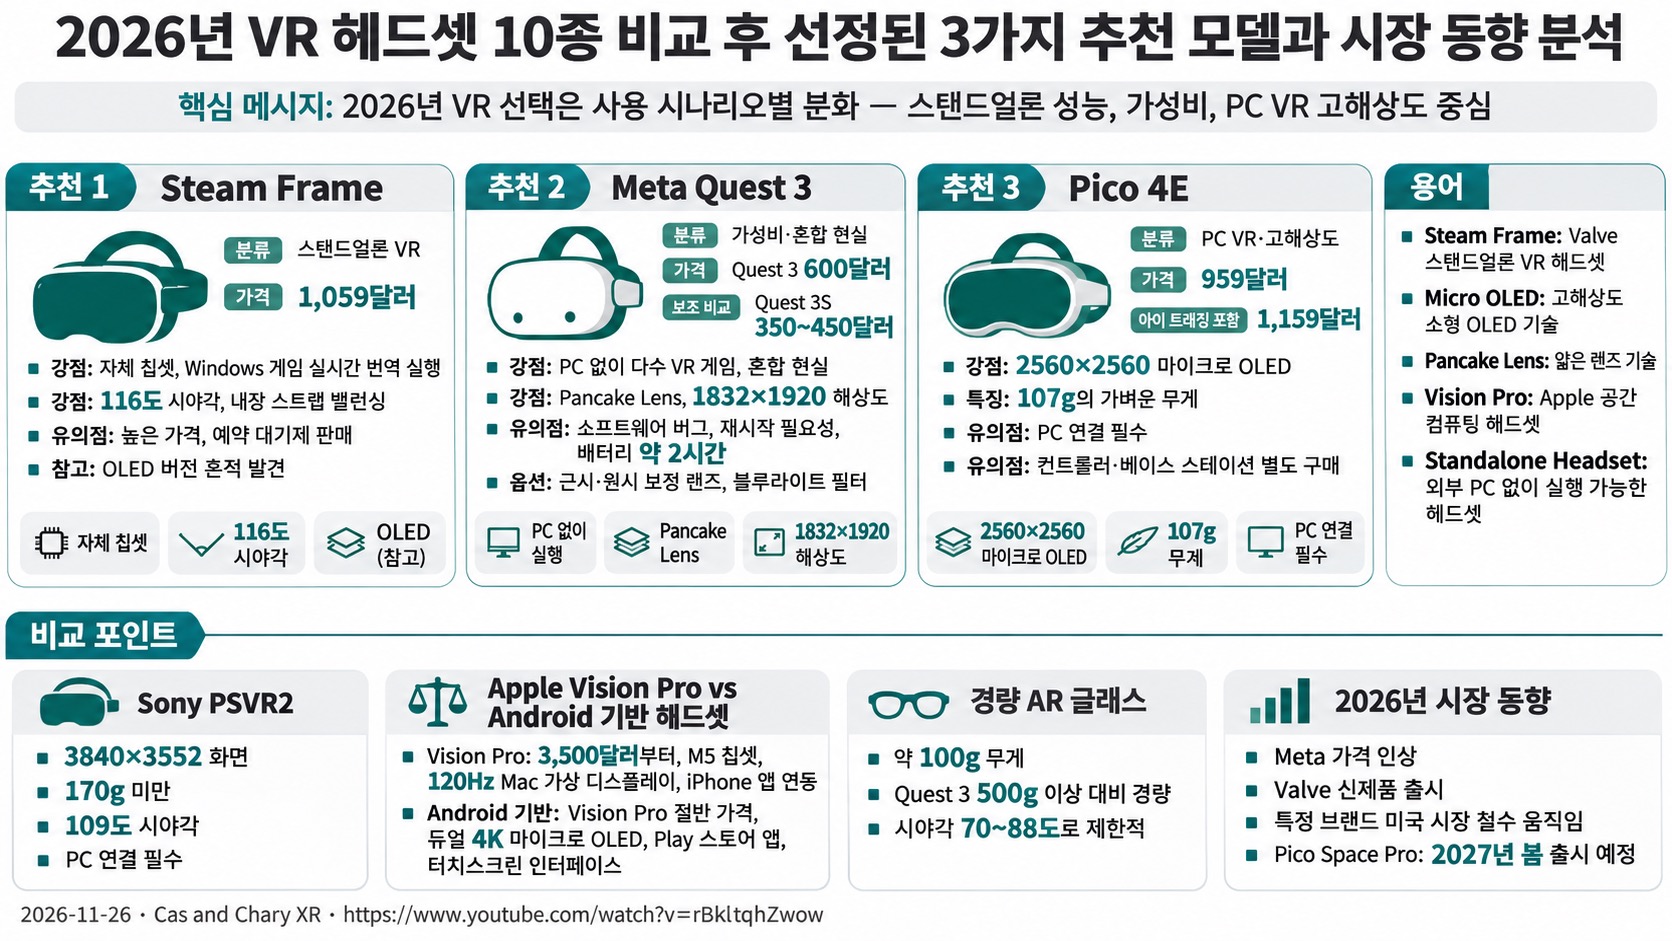 2026년 VR 헤드셋 10종 비교 후 선정된 3가지 추천 모델과 시장 동향 분석
핵심 메시지: 2026년 VR 선택은 사용 시나리오별 분화 — 스탠드얼론 성능, 가성비, PC VR 고해상도 중심
추천 1 Steam Frame
분류 스탠드얼론 VR
가격 1,059달러
강점: 자체 칩셋, Windows 게임 실시간 번역 실행
강점: 116도 시야각, 내장 스트랩 밸런싱
유의점: 높은 가격, 예약 대기제 판매
참고: OLED 버전 흔적 발견
자체 칩셋
116도
시야각
OLED
(참고)
추천 2 Meta Quest 3
분류 가성비·혼합 현실
가격 Quest 3 600달러
보조 비교 Quest 3S
350~450달러
강점: PC 없이 다수 VR 게임, 혼합 현실
강점: Pancake Lens, 1832×1920 해상도
유의점: 소프트웨어 버그, 재시작 필요성,
배터리 약 2시간
옵션: 근시·원시 보정 랜즈, 블루라이트 필터
PC 없이
실행
Pancake
Lens
1832×1920
해상도
추천 3 Pico 4E
분류 PC VR·고해상도
가격 959달러
아이 트래징 포함 1,159달러
강점: 2560×2560 마이크로 OLED
특징: 107g의 가벼운 무게
유의점: PC 연결 필수
유의점: 컨트롤러·베이스 스테이션 별도 구매
2560×2560
마이크로 OLED
107g
무게
PC 연결
필수
용어
Steam Frame: Valve
스탠드얼론 VR 헤드셋
Micro OLED: 고해상도
소형 OLED 기술
Pancake Lens: 얇은 랜즈 기술
Vision Pro: Apple 공간
컴퓨팅 헤드셋
Standalone Headset:
외부 PC 없이 실행 가능한
헤드셋
비교 포인트
Sony PSVR2
3840×3552 화면
170g 미만
109도 시야각
PC 연결 필수
Apple Vision Pro vs
Android 기반 해드셋
Vision Pro: 3,500달러부터, M5 칩셋,
120Hz Mac 가상 디스플레이, iPhone 앱 연동
Android 기반: Vision Pro 절반 가격,
듀얼 4K 마이크로 OLED, Play 스토어 앱,
터치스크린 인터페이스
경량 AR 글래스
약 100g 무게
Quest 3 500g 이상 대비 경량
시야각 70~88도로 제한적
2026년 시장 동향
Meta 가격 인상
Valve 신제품 출시
특정 브랜드 미국 시장 철수 움직임
Pico Space Pro: 2027년 봄 출시 예정
2026-11-26 · Cas and Chary XR · https://www.youtube.com/watch?v=rBkltqhZwow